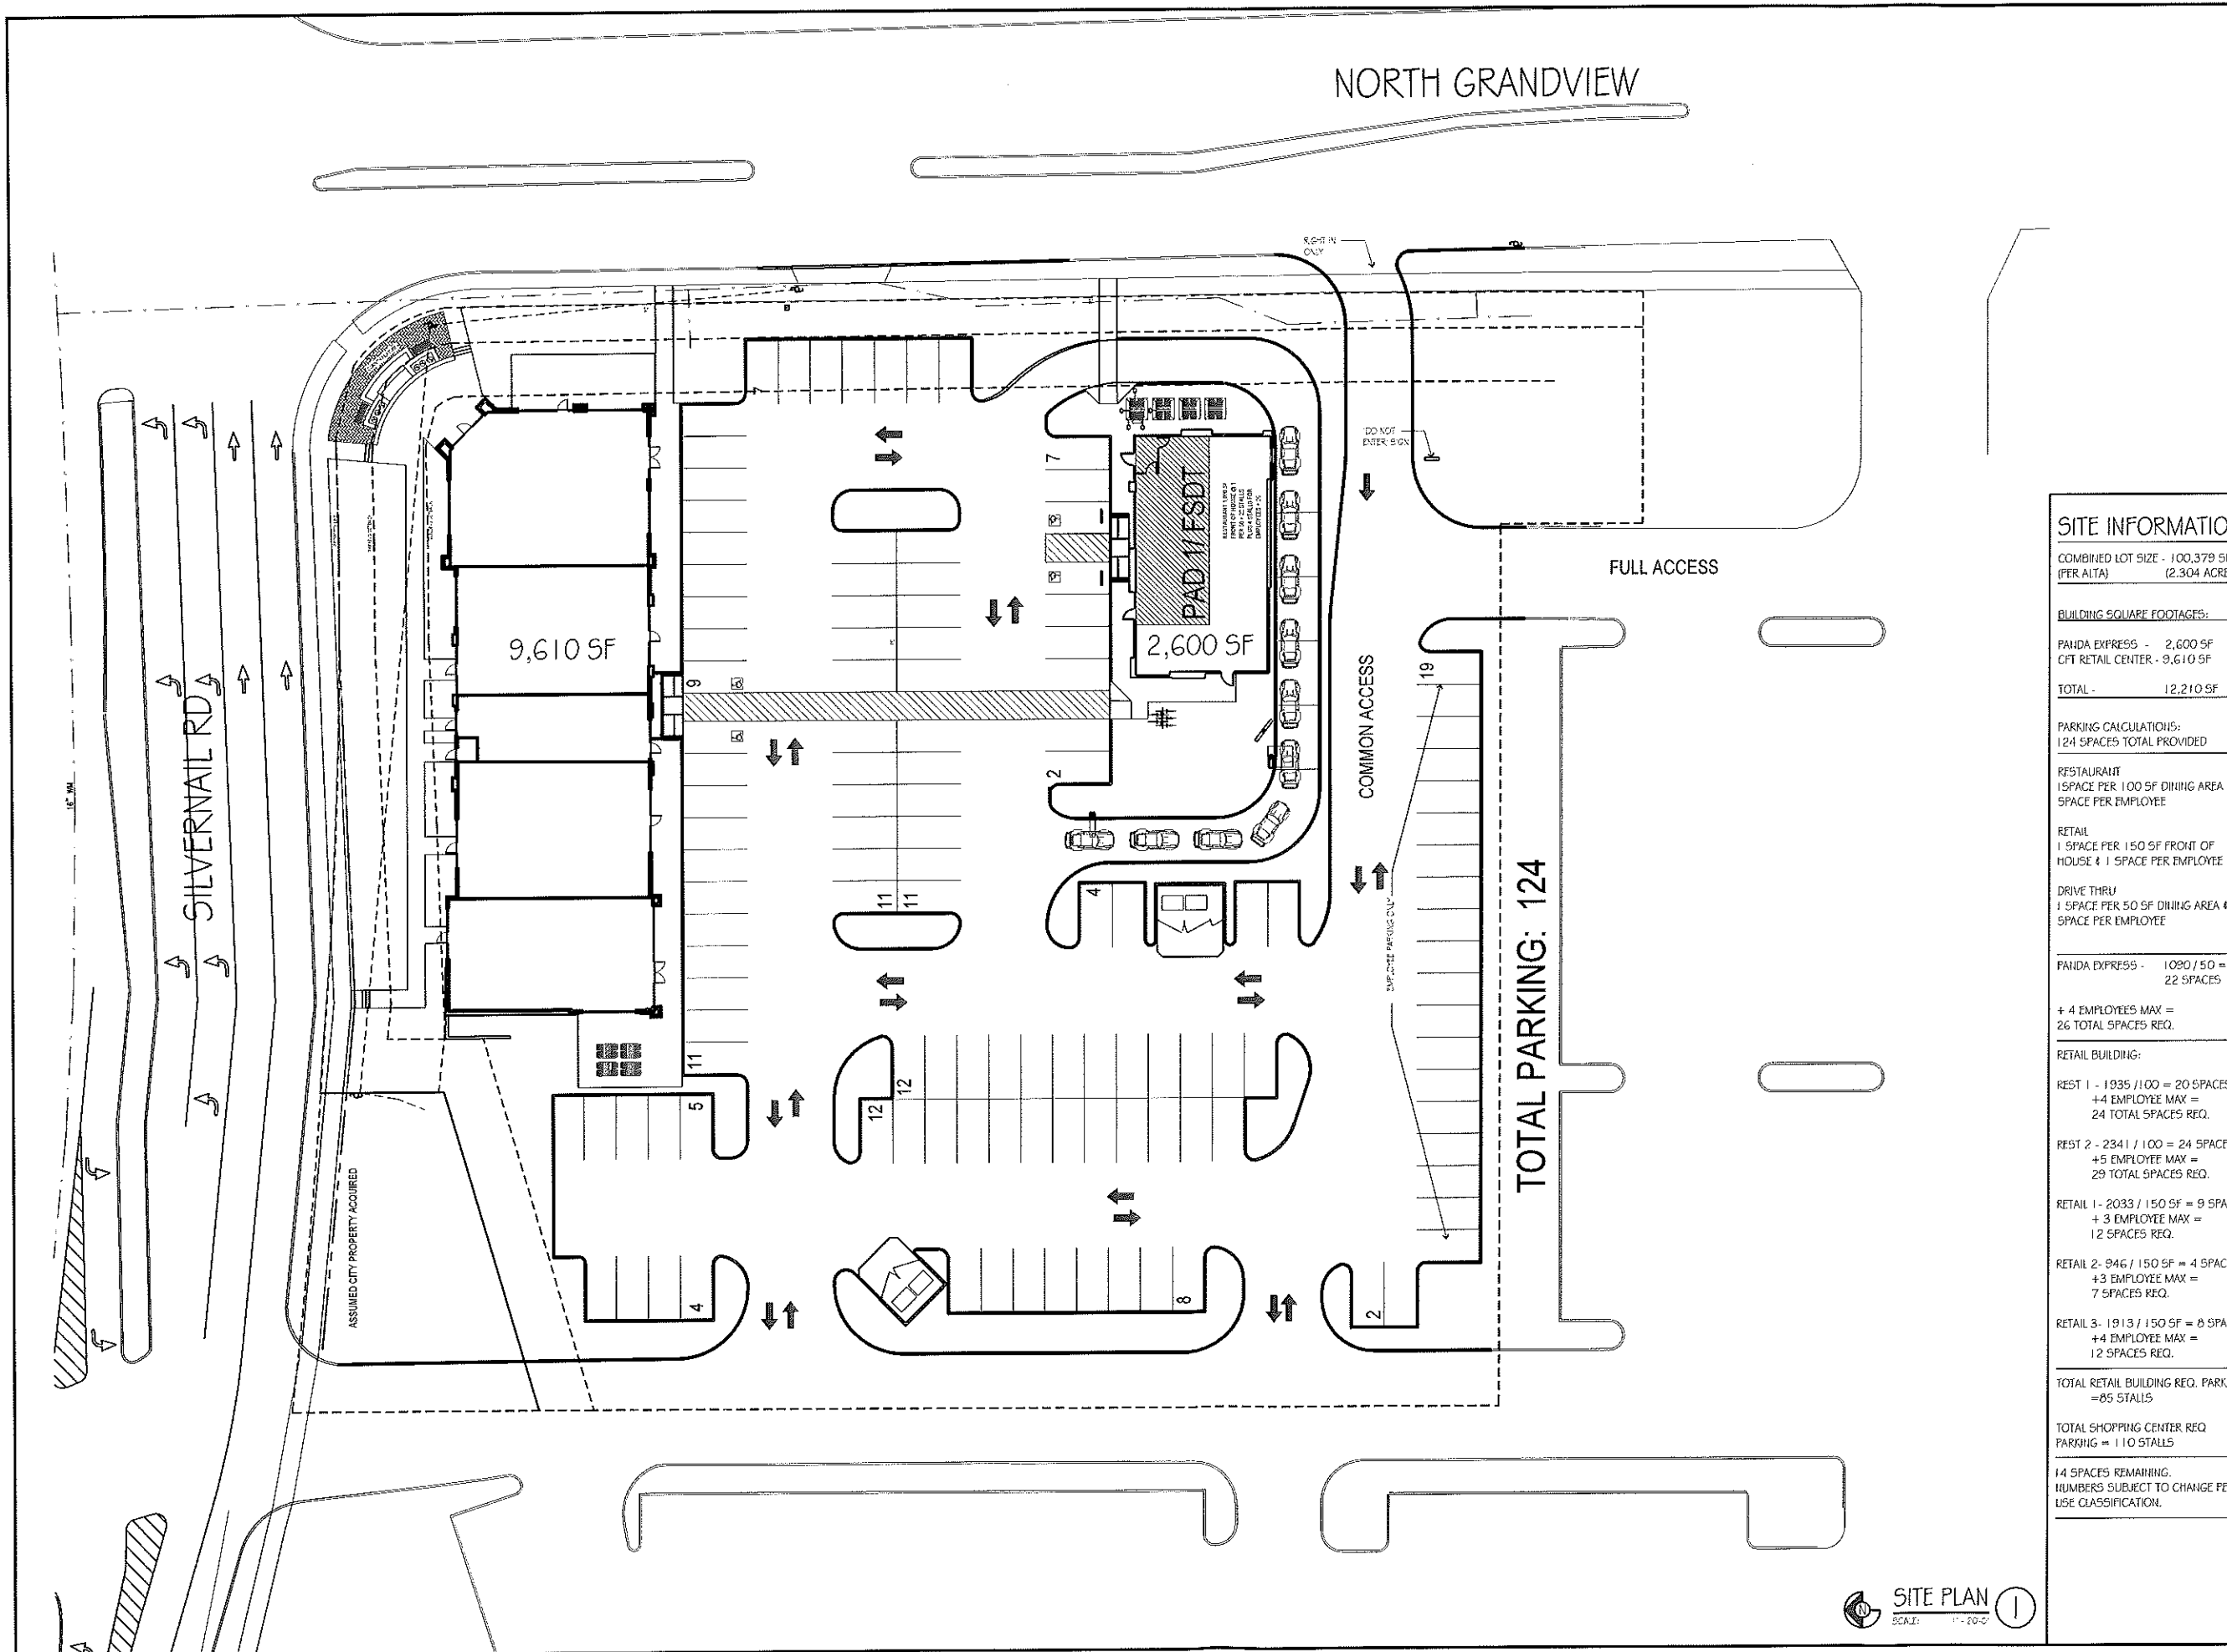 NORTH GRANDVIEW
RIGHT IN
ONLY
"DO NOT
ENTER" SIGN
FULL ACCESS
SILVERNAIL RD
16" WM
9,610 SF
PAD 1/ FSDT
2,600 SF
COMMON ACCESS
EMPLOYEE PARKING ONLY
TOTAL PARKING: 124
ASSUMED CITY PROPERTY ACQUIRED
7
7
9
2
19
11
11
4
11
5
12
12
4
8
2
SITE INFORMATIO
COMBINED LOT SIZE - 100,379 S
(PER ALTA) (2.304 ACRE
BUILDING SQUARE FOOTAGES:
PANDA EXPRESS - 2,600 SF
CFT RETAIL CENTER - 9,610 SF
TOTAL - 12,210 SF
PARKING CALCULATIONS:
124 SPACES TOTAL PROVIDED
RESTAURANT
1SPACE PER 100 SF DINING AREA
SPACE PER EMPLOYEE
RETAIL
1 SPACE PER 150 SF FRONT OF
HOUSE & 1 SPACE PER EMPLOYEE
DRIVE THRU
1 SPACE PER 50 SF DINING AREA &
SPACE PER EMPLOYEE
PANDA EXPRESS - 1090 / 50 =
22 SPACES
+ 4 EMPLOYEES MAX =
26 TOTAL SPACES REQ.
RETAIL BUILDING:
REST 1 - 1935 /100 = 20 SPACES
+4 EMPLOYEE MAX =
24 TOTAL SPACES REQ.
REST 2 - 2341 / 100 = 24 SPACE
+5 EMPLOYEE MAX =
29 TOTAL SPACES REQ.
RETAIL 1- 2033 / 150 SF = 9 SPA
+ 3 EMPLOYEE MAX =
12 SPACES REQ.
RETAIL 2- 946 / 150 SF = 4 SPAC
+3 EMPLOYEE MAX =
7 SPACES REQ.
RETAIL 3- 1913 / 150 SF = 8 SPA
+4 EMPLOYEE MAX =
12 SPACES REQ.
TOTAL RETAIL BUILDING REQ. PARK
=85 STALLS
TOTAL SHOPPING CENTER REQ
PARKING = 110 STALLS
14 SPACES REMAINING.
NUMBERS SUBJECT TO CHANGE PE
USE CLASSIFICATION.
N
SITE PLAN
SCALE: 1" = 20'-0"
1